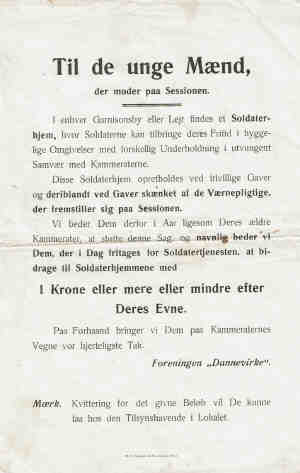 Til de unge Mænd,
der møder paa Sessionen.
I enhver Garnisonsby eller Lejr findes et Soldater-
hjem, hvor Soldaterne kan tilbringe deres Fritid i hygge-
lige Omgivelser med forskellig Underholdning i utvungent
Samvær med Kammeraterne.
Disse Soldaterhjem opretholdes ved frivillige Gaver
og deriblandt ved Gaver skænket af de Værnepligtige,
der fremstiller sig paa Sessionen.
Vi beder Dem derfor i Aar ligesom Deres ældre
Kammerater, at støtte denne Sag, og navnlig beder vi
Dem, der i Dag fritages for Soldatertjenesten, at bi-
drage til Soldaterhjemmene med
1 Krone eller mere eller mindre efter
Deres Evne.
Paa Forhaand bringer vi Dem paa Kammeraternes
Vegne vor hjerteligste Tak.
Foreningen „Dannevirke“.
Mærk. Kvittering for det givne Beløb vil De kunne
faa hos den Tilsynshavende i Lokalet.